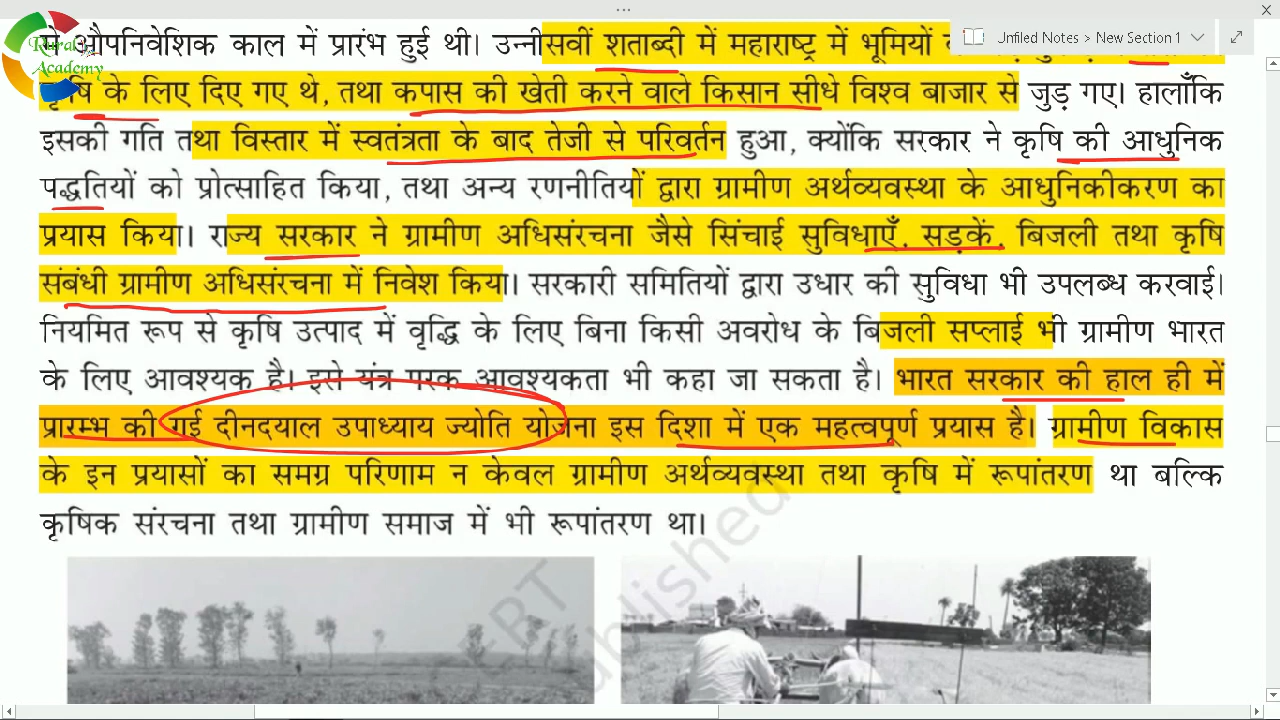 Rural
Academy
Unfiled Notes > New Section 1
से औपनिवेशिक काल में प्रारंभ हुई थी। उन्नीसवीं शताब्दी में महाराष्ट्र में भूमियों
कृषि के लिए दिए गए थे, तथा कपास की खेती करने वाले किसान सीधे विश्व बाजार से जुड़ गए। हालाँकि
इसकी गति तथा विस्तार में स्वतंत्रता के बाद तेजी से परिवर्तन हुआ, क्योंकि सरकार ने कृषि की आधुनिक
पद्धतियों को प्रोत्साहित किया, तथा अन्य रणनीतियों द्वारा ग्रामीण अर्थव्यवस्था के आधुनिकीकरण का
प्रयास किया। राज्य सरकार ने ग्रामीण अधिसंरचना जैसे सिंचाई सुविधाएँ, सड़कें, बिजली तथा कृषि
संबंधी ग्रामीण अधिसंरचना में निवेश किया। सरकारी समितियों द्वारा उधार की सुविधा भी उपलब्ध करवाई।
नियमित रूप से कृषि उत्पाद में वृद्धि के लिए बिना किसी अवरोध के बिजली सप्लाई भी ग्रामीण भारत
के लिए आवश्यक है। इसे यंत्र परक आवश्यकता भी कहा जा सकता है। भारत सरकार की हाल ही में
प्रारम्भ की गई दीनदयाल उपाध्याय ज्योति योजना इस दिशा में एक महत्वपूर्ण प्रयास है। ग्रामीण विकास
के इन प्रयासों का समग्र परिणाम न केवल ग्रामीण अर्थव्यवस्था तथा कृषि में रूपांतरण था बल्कि
कृषिक संरचना तथा ग्रामीण समाज में भी रूपांतरण था।